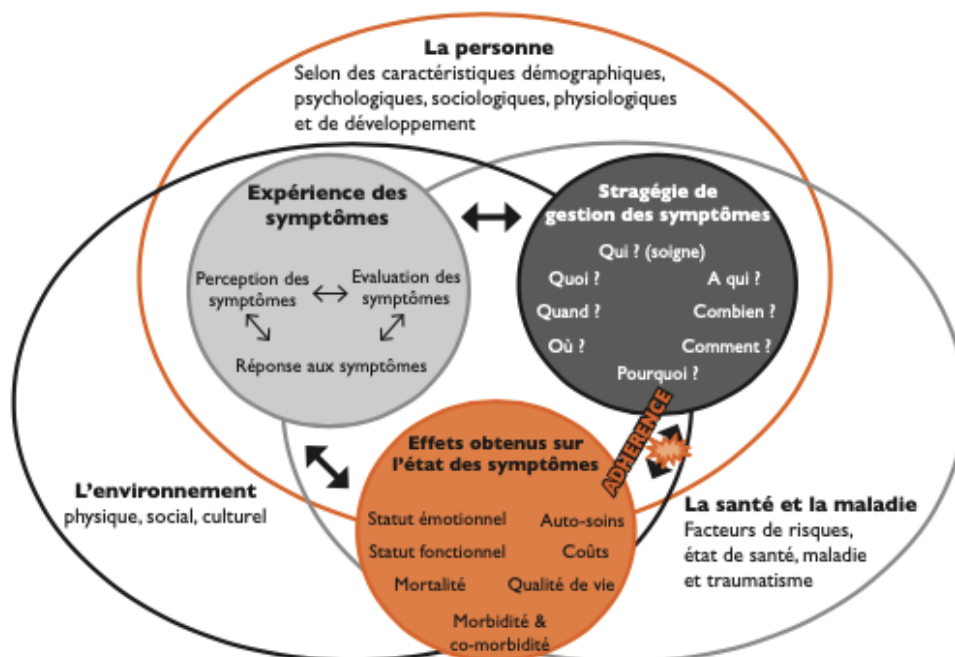 La personne
Selon des caractéristiques démographiques,
psychologiques, sociologiques, physiologiques
et de développement
Expérience des
symptômes
Perception des
symptômes
Evaluation des
symptômes
Réponse aux symptômes
Stragégie de
gestion des symptômes
Qui ? (soigne)
Quoi ?
A qui ?
Quand ?
Combien ?
Où ?
Comment ?
Pourquoi ?
ADHERENCE
Effets obtenus sur
l'état des symptômes
Statut émotionnel
Auto-soins
Statut fonctionnel
Coûts
Mortalité
Qualité de vie
Morbidité &
co-morbidité
L'environnement
physique, social, culturel
La santé et la maladie
Facteurs de risques,
état de santé, maladie
et traumatisme